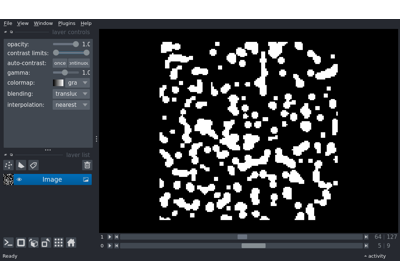 File View Window Plugins Help
layer controls
opacity: 1.0
contrast limits:
auto-contrast: once continuous
gamma: 1.0
colormap: gray
blending: translu
interpolation: nearest
layer list
Image
1 64 127
0 5 9
Ready activity